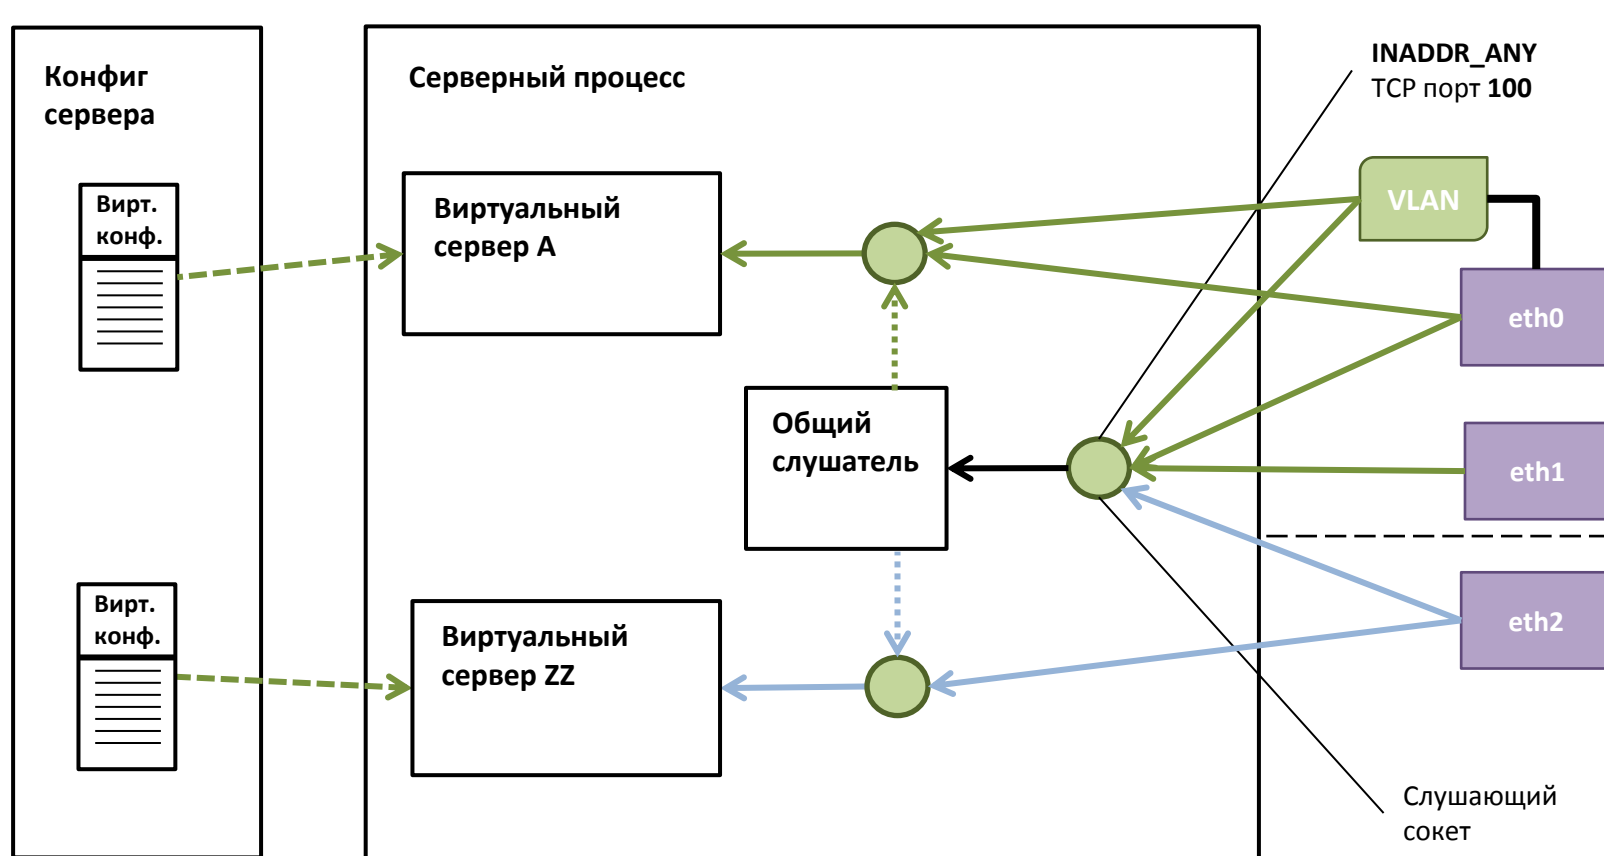 Конфиг
сервера
Серверный процесс
INADDR_ANY
TCP порт 100
Вирт.
конф.
Виртуальный
сервер A
VLAN
eth0
Общий
слушатель
eth1
Вирт.
конф.
Виртуальный
сервер ZZ
eth2
Слушающий
сокет